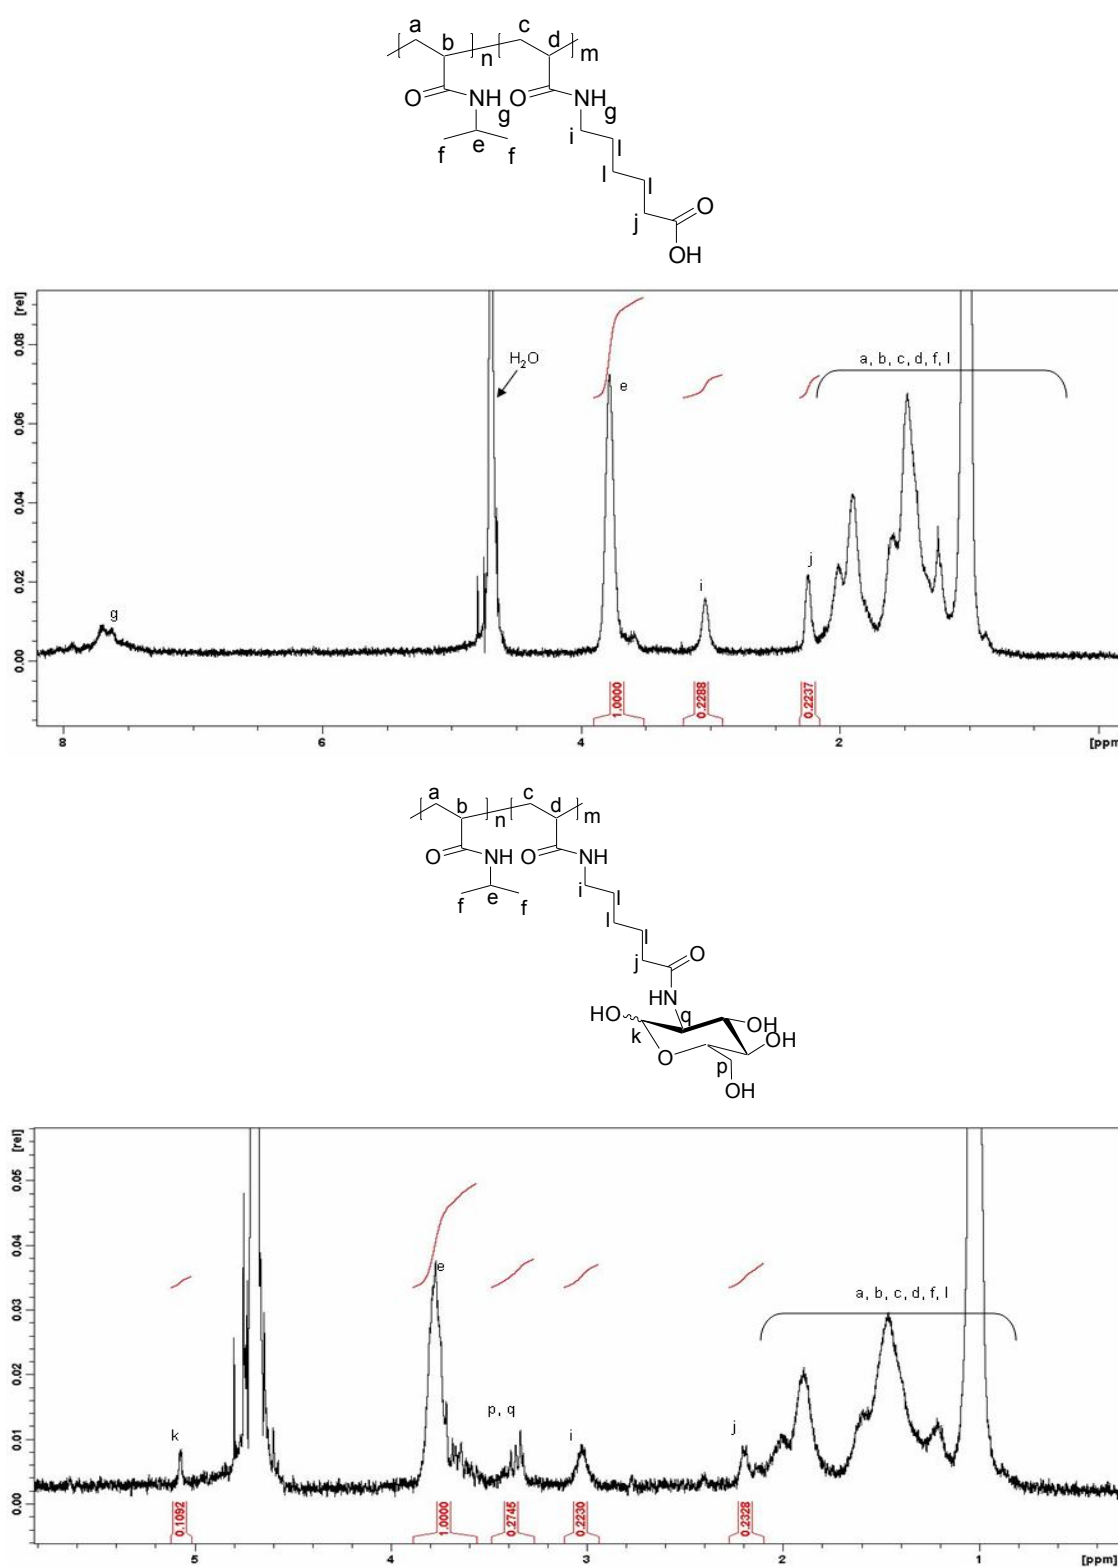 a
c
b
d
n
m
O
NH
g
O
NH
g
f
e
f
i
l
l
l
j
O
OH
[rel]
0.08
0.06
0.04
0.02
0.00
H₂O
e
a, b, c, d, f, l
g
i
j
1.0000
0.2288
0.2237
8
6
4
2
[ppm
a
c
b
d
n
m
O
NH
O
NH
f
e
f
i
l
l
l
j
O
HN
HO
q
OH
k
OH
O
p
OH
[rel]
0.05
0.04
0.03
0.02
0.01
0.00
e
a, b, c, d, f, l
k
p, q
i
j
0.1092
1.0000
0.2745
0.2230
0.2328
5
4
3
2
1
[ppm]